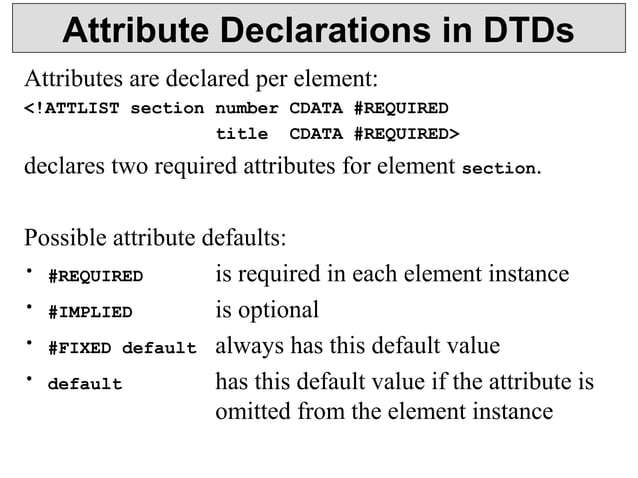 Attribute Declarations in DTDs
Attributes are declared per element:
<!ATTLIST section number CDATA #REQUIRED
title CDATA #REQUIRED>
declares two required attributes for element section.
Possible attribute defaults:
• #REQUIRED is required in each element instance
• #IMPLIED is optional
• #FIXED default always has this default value
• default has this default value if the attribute is
omitted from the element instance